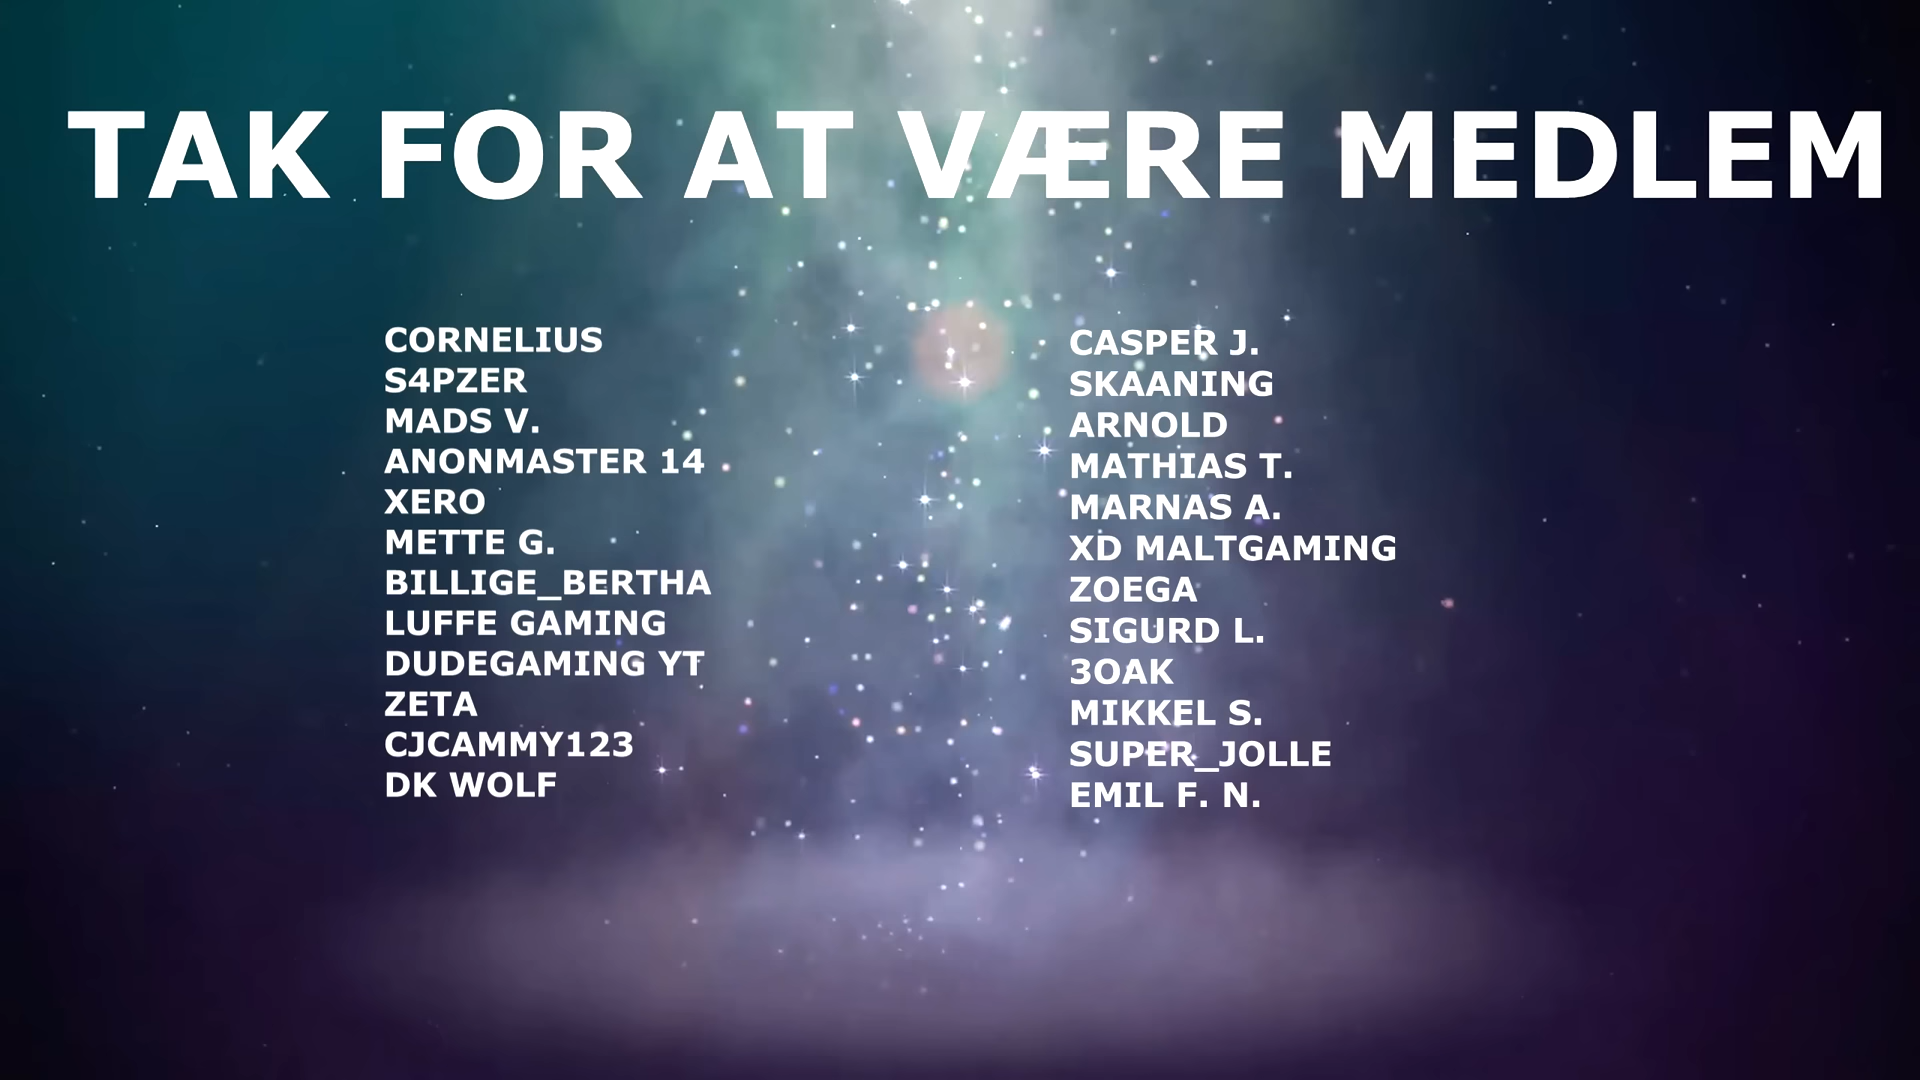 TAK FOR AT VÆRE MEDLEM
CORNELIUS
S4PZER
MADS V.
ANONMASTER 14
XERO
METTE G.
BILLIGE_BERTHA
LUFFE GAMING
DUDEGAMING YT
ZETA
CJCAMMY123
DK WOLF
CASPER J.
SKAANING
ARNOLD
MATHIAS T.
MARNAS A.
XD MALTGAMING
ZOEGA
SIGURD L.
3OAK
MIKKEL S.
SUPER_JOLLE
EMIL F. N.